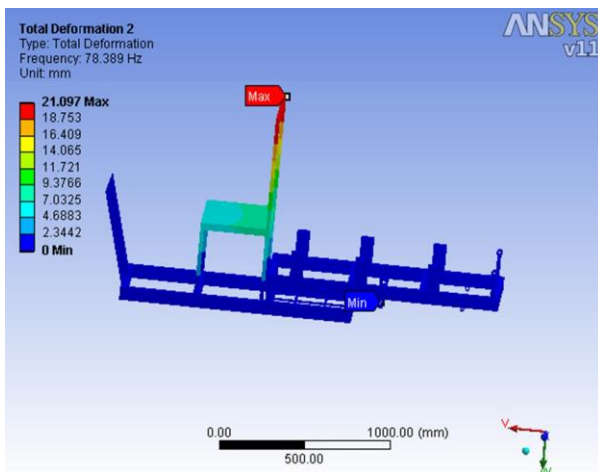 Total Deformation 2
Type: Total Deformation
Frequency: 78.389 Hz
Unit: mm
ANSYS
v11
21.097 Max
18.753
16.409
14.065
11.721
9.3766
7.0325
4.6883
2.3442
0 Min
Max
Min
0.00
1000.00 (mm)
500.00